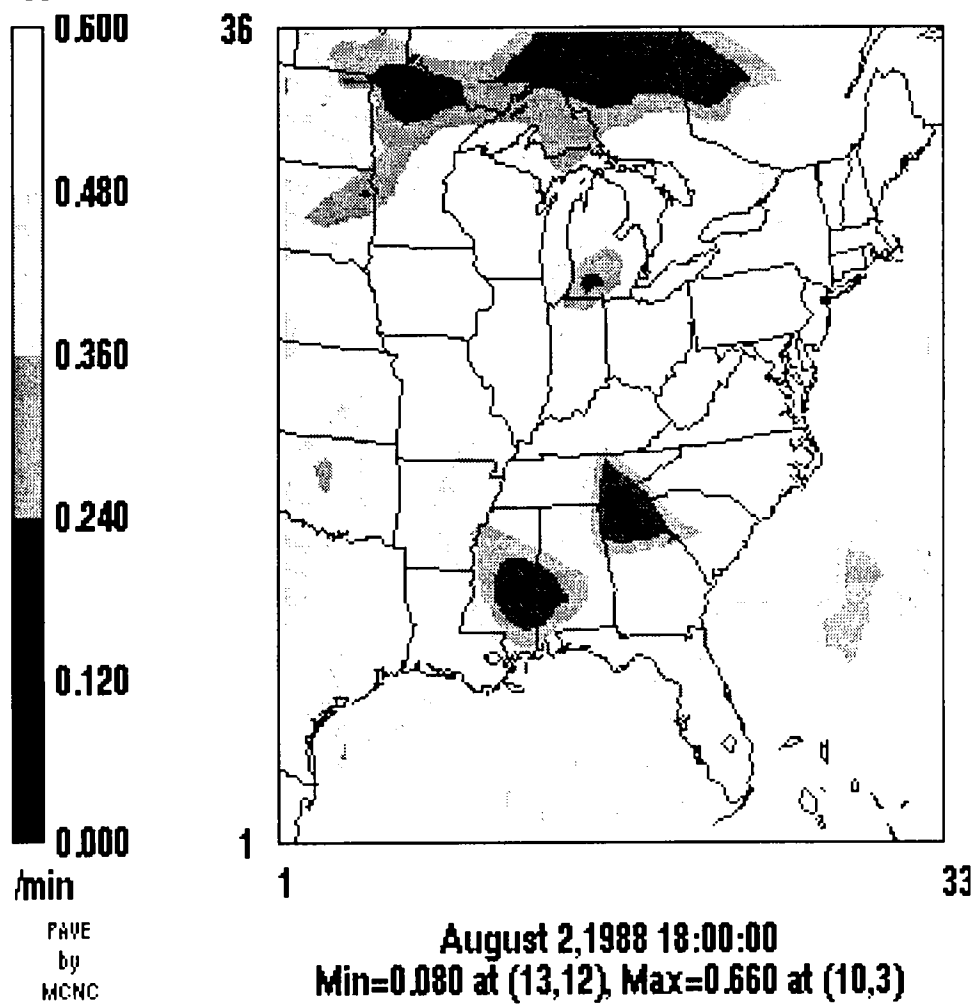 0.600
0.480
0.360
0.240
0.120
0.000
/min
PAVE
by
MCNC
36
1
1
33
August 2,1988 18:00:00
Min=0.080 at (13,12), Max=0.660 at (10,3)